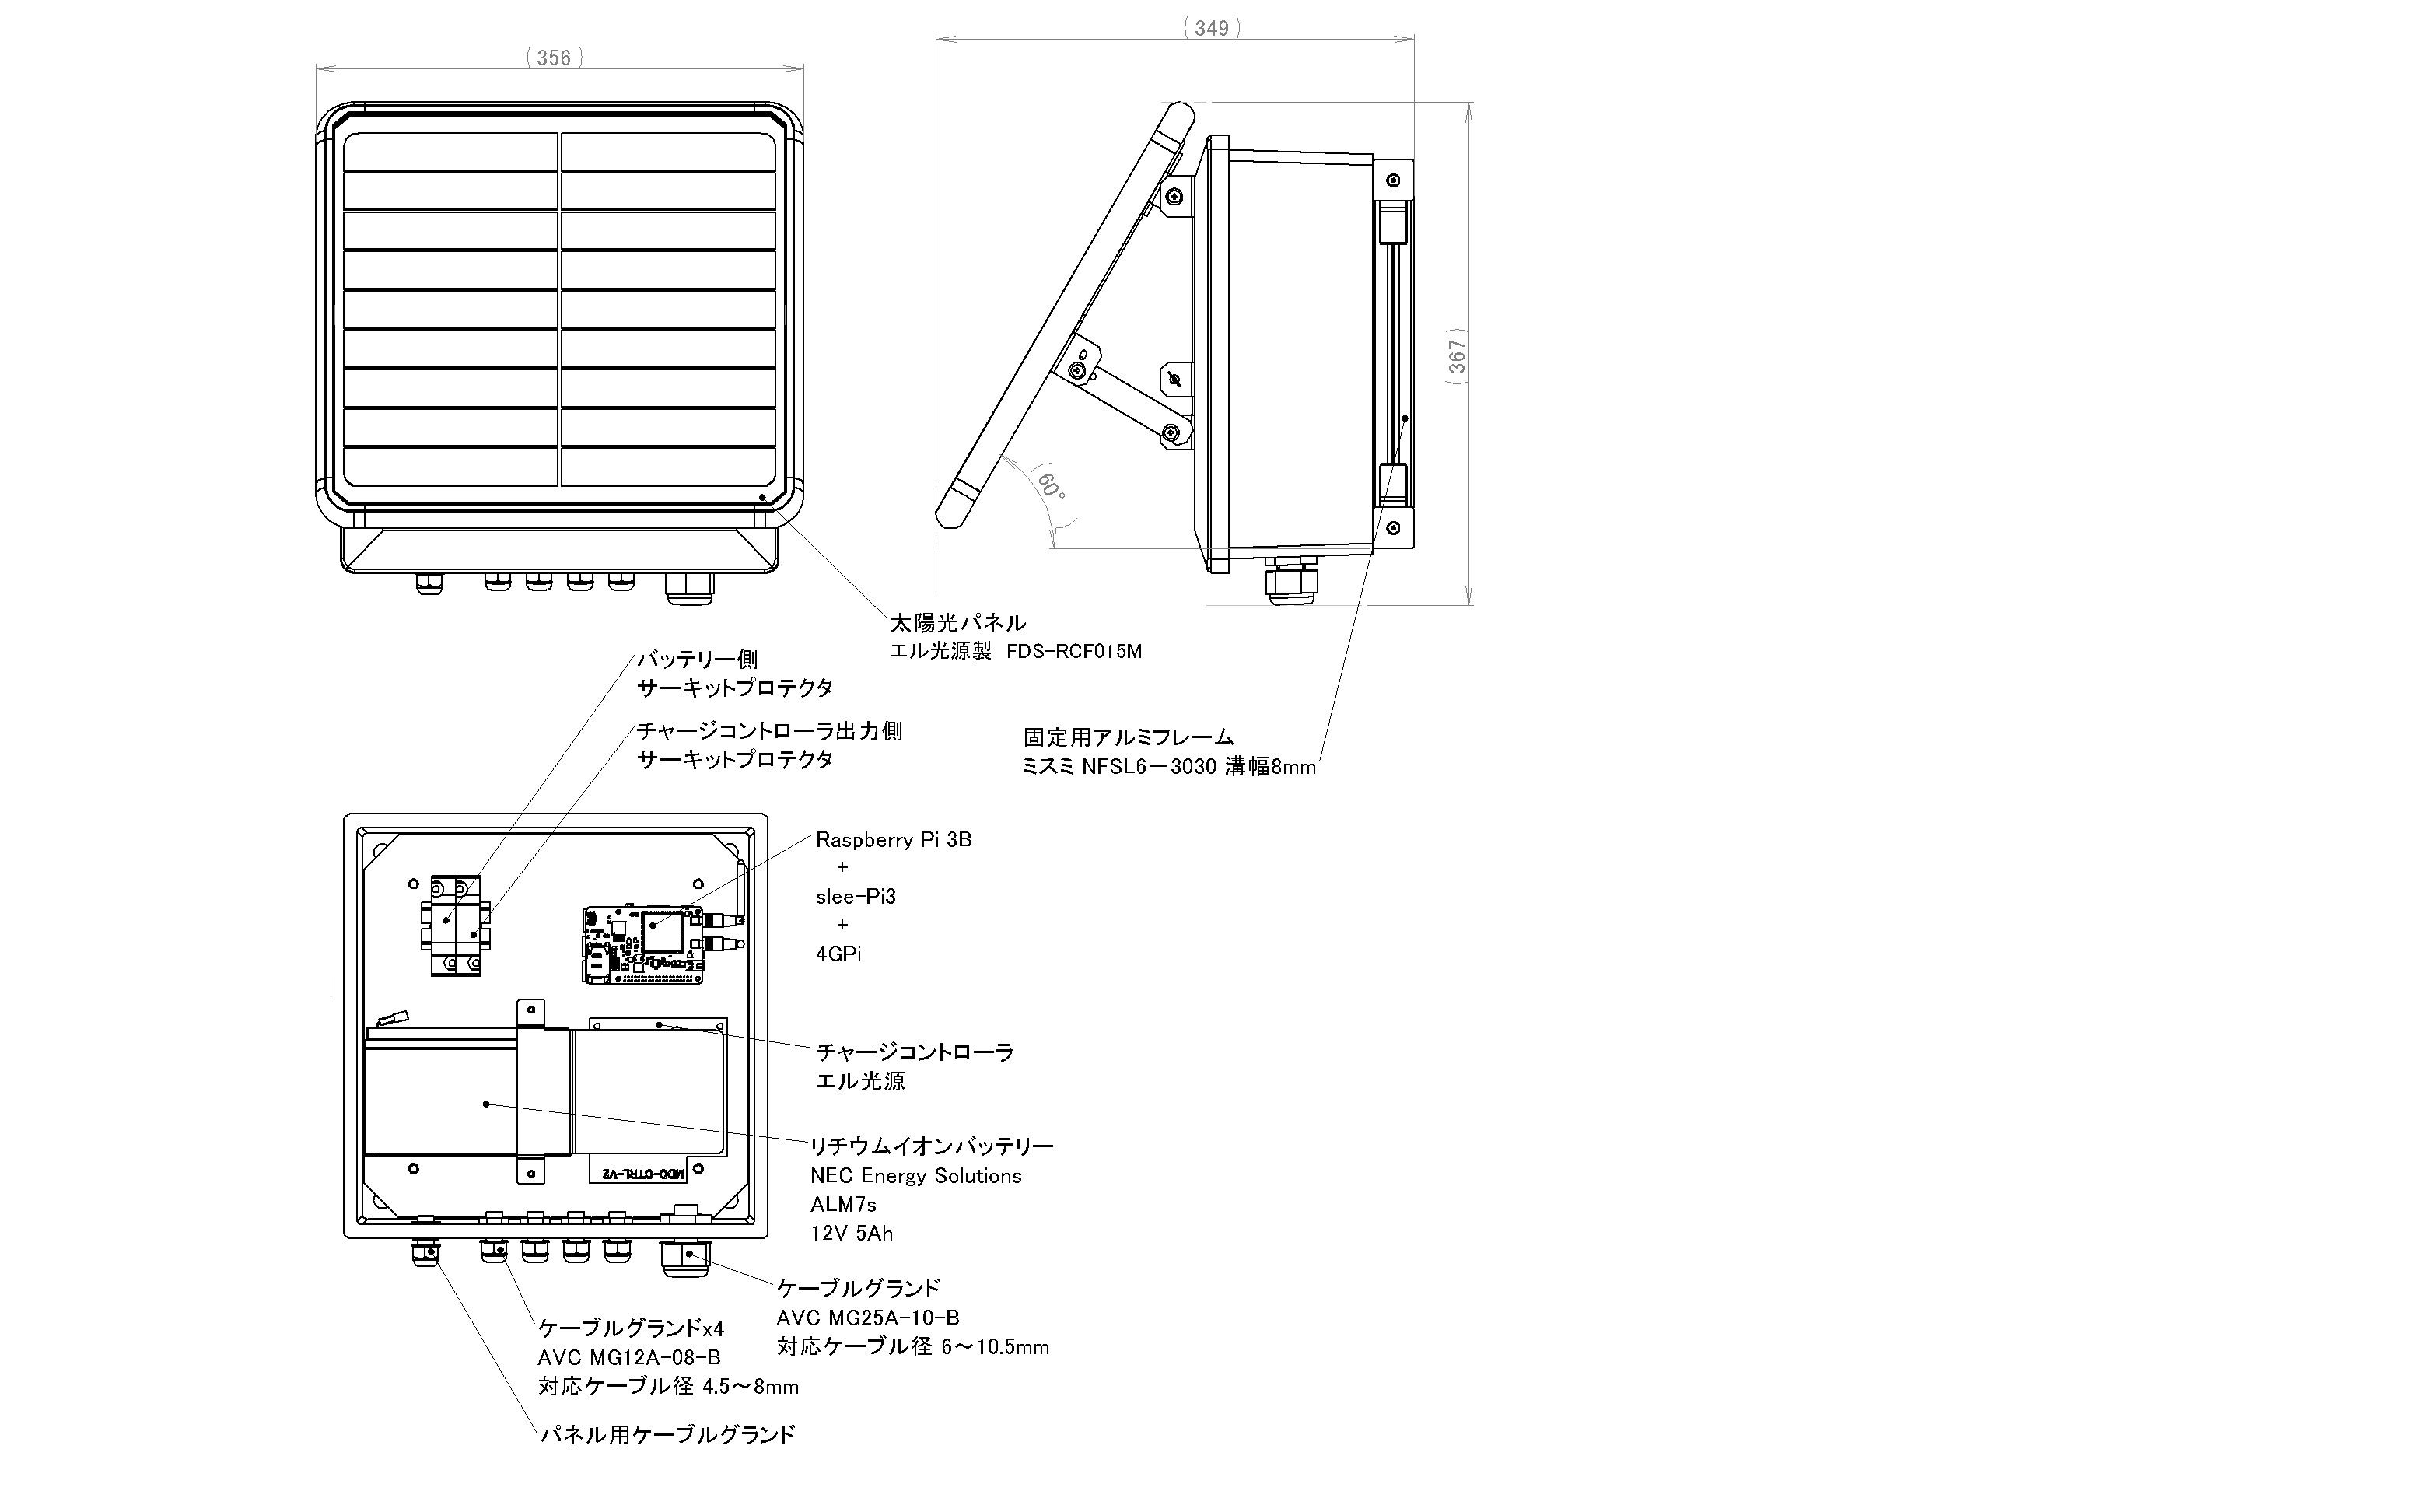 (356)
(349)
(367)
(60°)
太陽光パネル
エル光源製 FDS-RCF015M
バッテリー側
サーキットプロテクタ
チャージコントローラ出力側
サーキットプロテクタ
固定用アルミフレーム
ミスミ NFSL6－3030 溝幅8mm
Raspberry Pi 3B
+
slee-Pi3
+
4GPi
チャージコントローラ
エル光源
リチウムイオンバッテリー
NEC Energy Solutions
ALM7s
12V 5Ah
MDC-CTRL-V2
ケーブルグランド
AVC MG25A-10-B
対応ケーブル径 6～10.5mm
ケーブルグランドx4
AVC MG12A-08-B
対応ケーブル径 4.5～8mm
パネル用ケーブルグランド